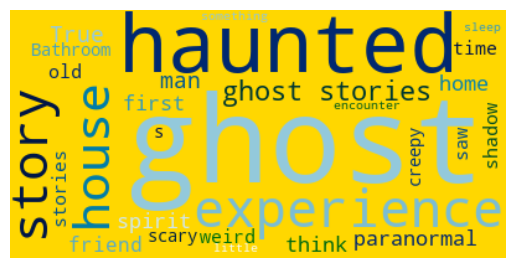 something
haunted
sleep
True
Bathroom
time
old
man
ghost stories
home
first
encounter
story
house
s
ghost
creepy
saw
shadow
stories
experience
spirit
friend
scary
weird
little
think
paranormal